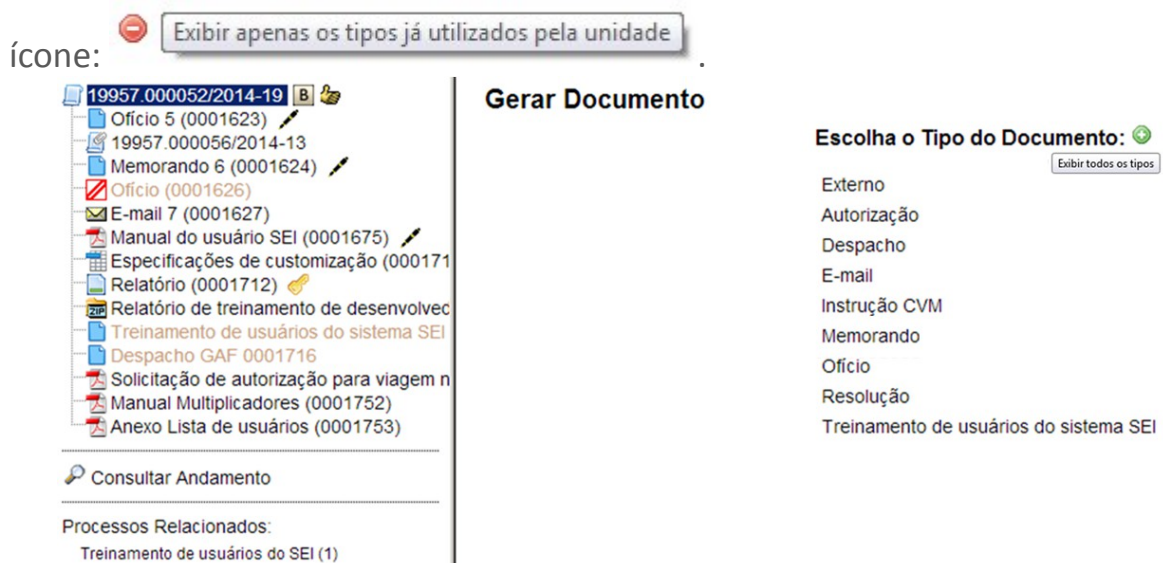 ícone: Exibir apenas os tipos já utilizados pela unidade .
19957.000052/2014-19 B
Ofício 5 (0001623)
19957.000056/2014-13
Memorando 6 (0001624)
Ofício (0001626)
E-mail 7 (0001627)
Manual do usuário SEI (0001675)
Especificações de customização (000171
Relatório (0001712)
ZIP Relatório de treinamento de desenvolvec
Treinamento de usuários do sistema SEI
Despacho GAF 0001716
Solicitação de autorização para viagem n
Manual Multiplicadores (0001752)
Anexo Lista de usuários (0001753)
Consultar Andamento
Processos Relacionados:
Treinamento de usuários do SEI (1)
Gerar Documento
Escolha o Tipo do Documento:
Exibir todos os tipos
Externo
Autorização
Despacho
E-mail
Instrução CVM
Memorando
Ofício
Resolução
Treinamento de usuários do sistema SEI